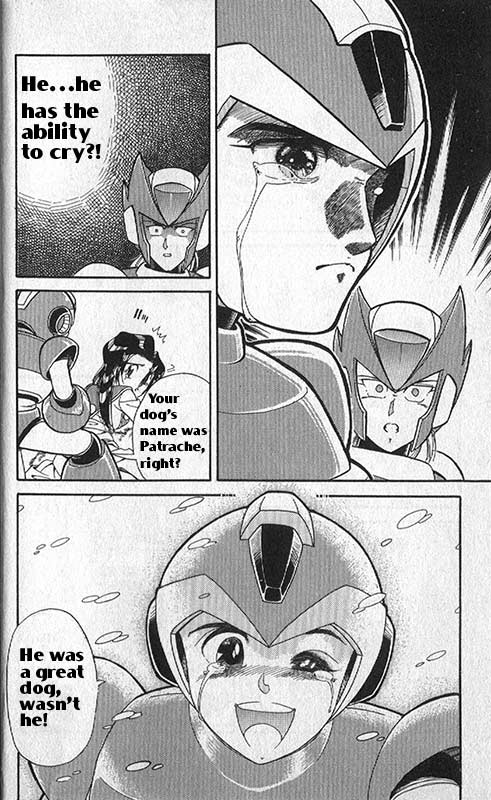 He...he
has the
ability
to cry?!
Your
dog's
name was
Patrache,
right?
He was
a great
dog,
wasn't
he!